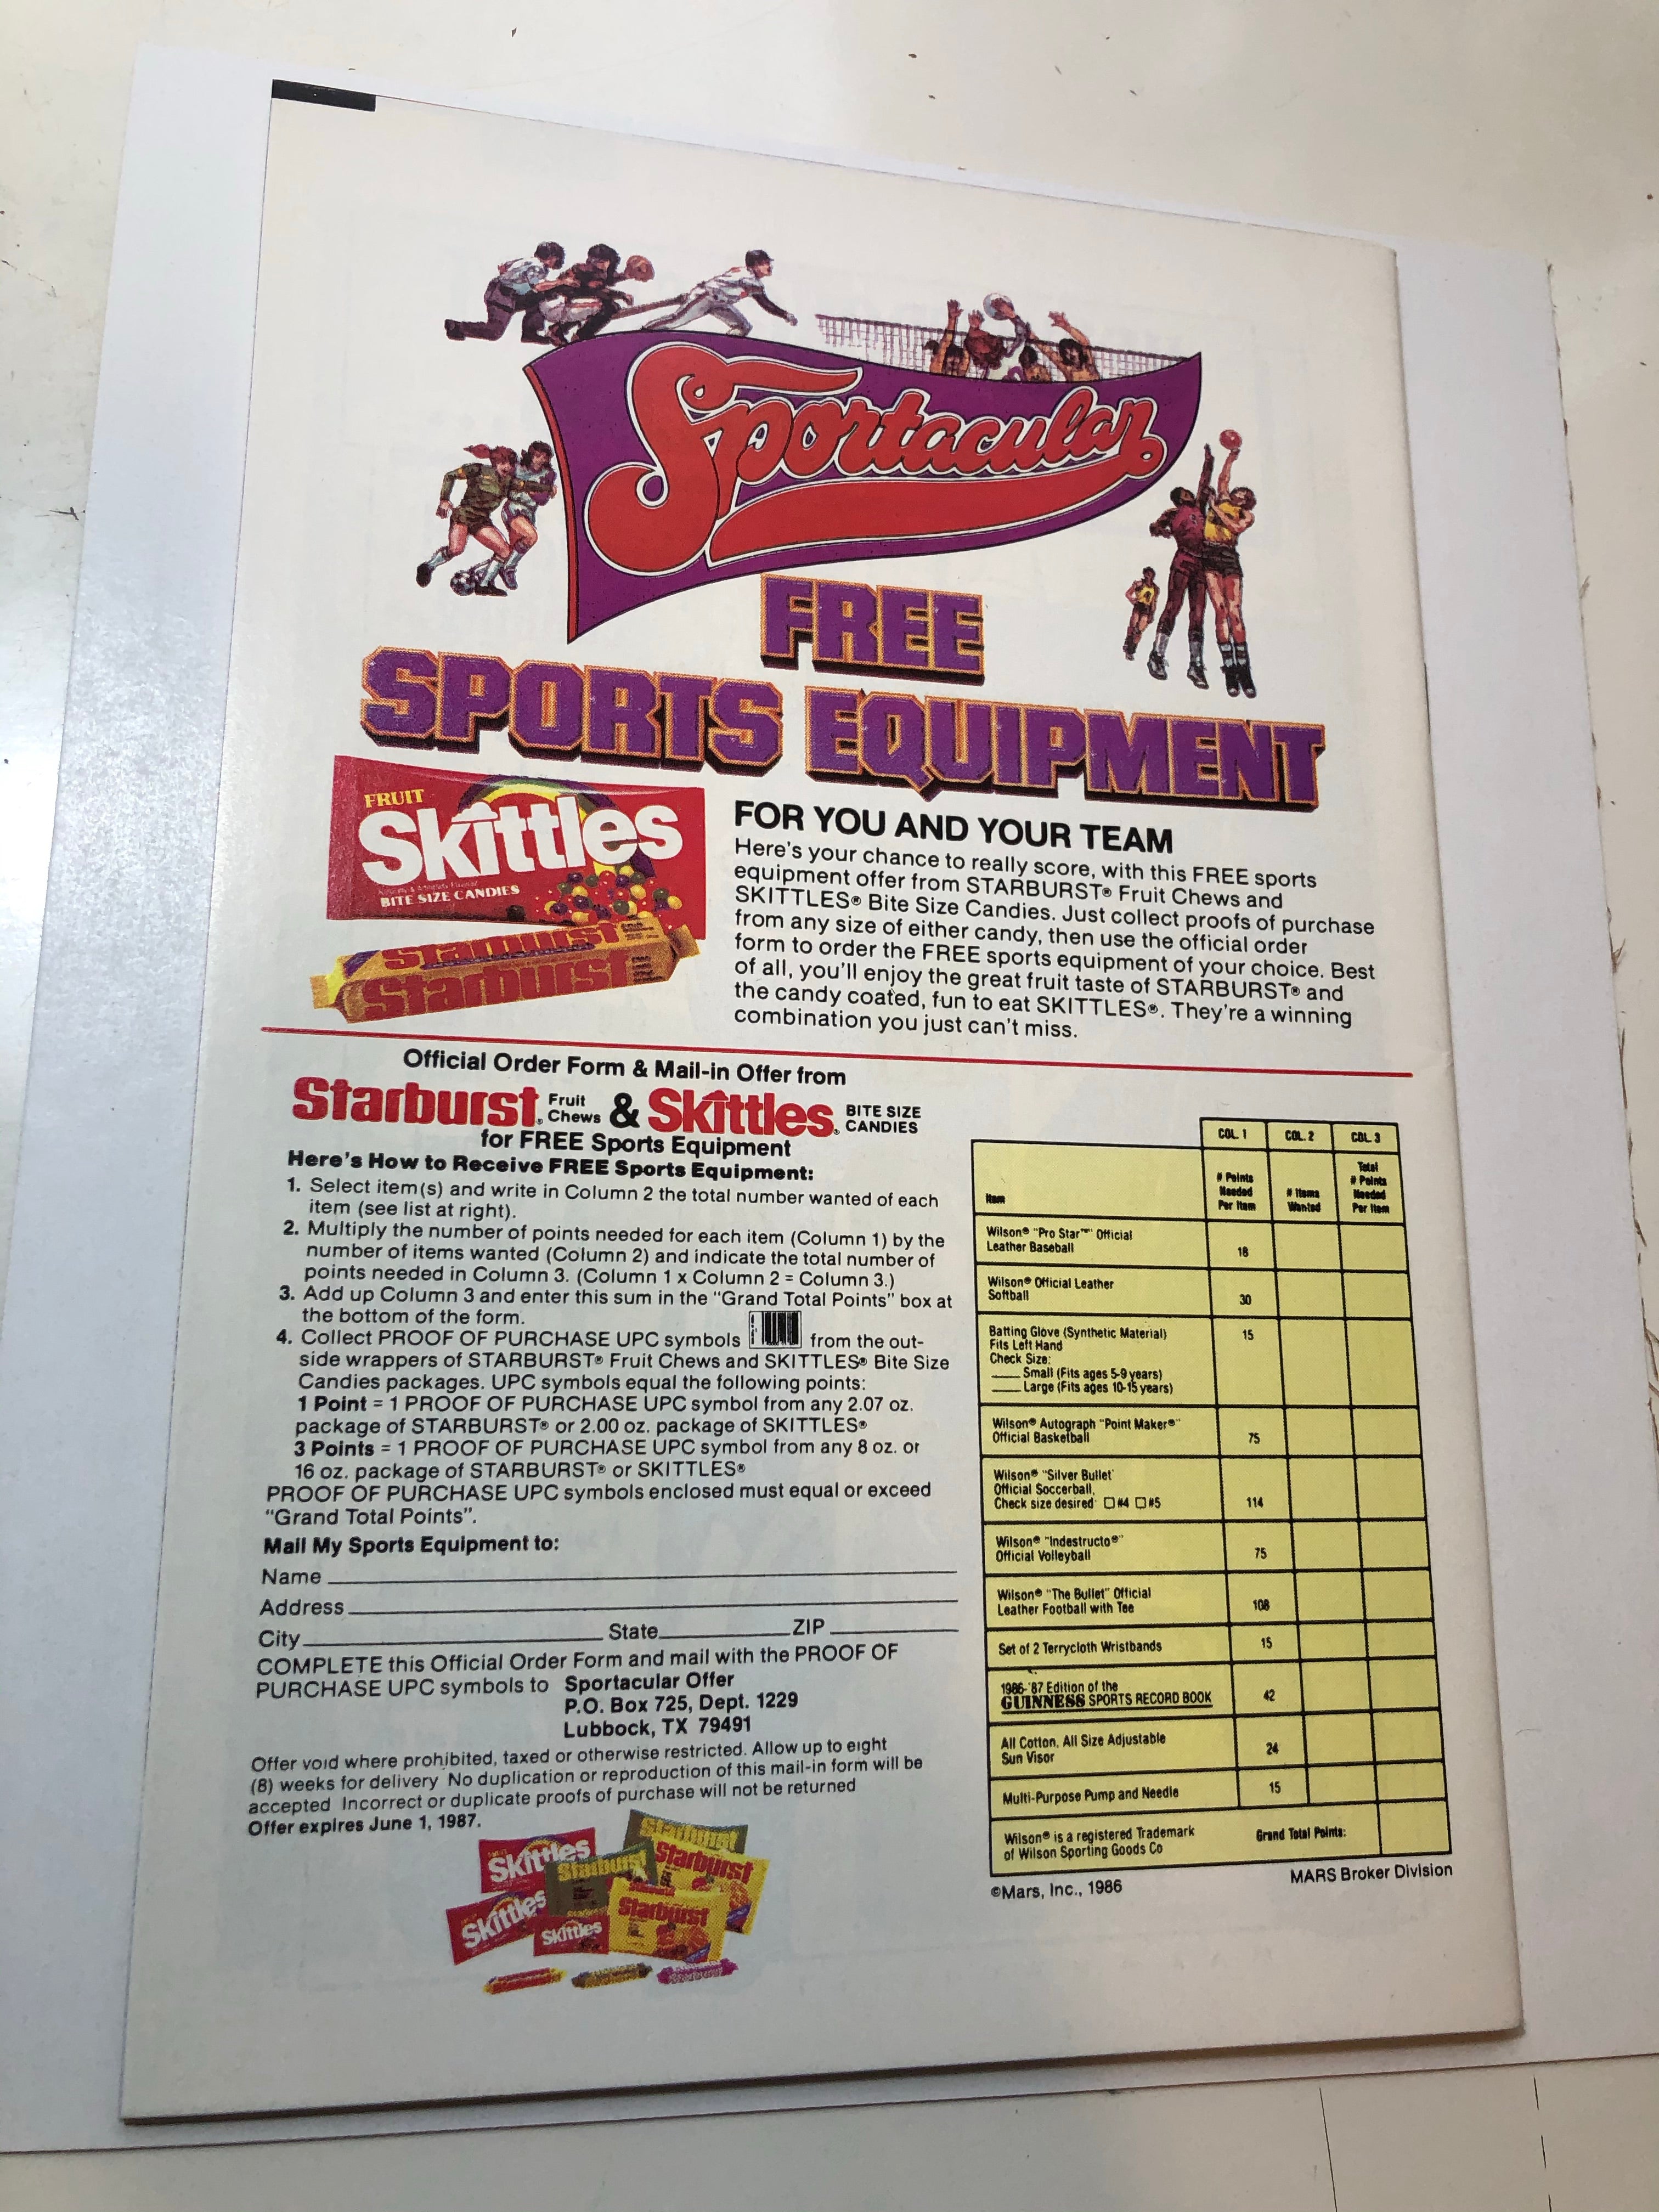 Sportacular
FREE
SPORTS EQUIPMENT
FRUIT
Skittles
BITE SIZE CANDIES
Starburst
Starburst
FOR YOU AND YOUR TEAM
Here's your chance to really score, with this FREE sports
equipment offer from STARBURST® Fruit Chews and
SKITTLES® Bite Size Candies. Just collect proofs of purchase
from any size of either candy, then use the official order
form to order the FREE sports equipment of your choice. Best
of all, you'll enjoy the great fruit taste of STARBURST® and
the candy coated, fun to eat SKITTLES®. They're a winning
combination you just can't miss.
Official Order Form & Mail-in Offer from
Starburst® Fruit Chews & Skittles® BITE SIZE CANDIES
for FREE Sports Equipment
Here's How to Receive FREE Sports Equipment:
1. Select item(s) and write in Column 2 the total number wanted of each
item (see list at right).
2. Multiply the number of points needed for each item (Column 1) by the
number of items wanted (Column 2) and indicate the total number of
points needed in Column 3. (Column 1 x Column 2 = Column 3.)
3. Add up Column 3 and enter this sum in the "Grand Total Points" box at
the bottom of the form.
4. Collect PROOF OF PURCHASE UPC symbols from the out-
side wrappers of STARBURST® Fruit Chews and SKITTLES® Bite Size
Candies packages. UPC symbols equal the following points:
1 Point = 1 PROOF OF PURCHASE UPC symbol from any 2.07 oz.
package of STARBURST® or 2.00 oz. package of SKITTLES®
3 Points = 1 PROOF OF PURCHASE UPC symbol from any 8 oz. or
16 oz. package of STARBURST® or SKITTLES®
PROOF OF PURCHASE UPC symbols enclosed must equal or exceed
"Grand Total Points".
Mail My Sports Equipment to:
Name
Address
City State ZIP
COMPLETE this Official Order Form and mail with the PROOF OF
PURCHASE UPC symbols to Sportacular Offer
P.O. Box 725, Dept. 1229
Lubbock, TX 79491
Offer void where prohibited, taxed or otherwise restricted. Allow up to eight
(8) weeks for delivery No duplication or reproduction of this mail-in form will be
accepted Incorrect or duplicate proofs of purchase will not be returned
Offer expires June 1, 1987.
Skittles
Starburst
Starburst
Starburst
Skittles
Skittles
Starburst
COL. 1 COL. 2 COL. 3
Item
# Points
Needed
Per Item
# Items
Wanted
Total
# Points
Needed
Per Item
Wilson® "Pro Star™" Official
Leather Baseball 18
Wilson® Official Leather
Softball 30
Batting Glove (Synthetic Material) 15
Fits Left Hand
Check Size:
Small (Fits ages 5-9 years)
Large (Fits ages 10-15 years)
Wilson® Autograph "Point Maker®"
Official Basketball 75
Wilson® "Silver Bullet"
Official Soccerball,
Check size desired: □ #4 □ #5 114
Wilson® "Indestructo®"
Official Volleyball 75
Wilson® "The Bullet" Official
Leather Football with Tee 108
Set of 2 Terrycloth Wristbands 15
1986-'87 Edition of the
GUINNESS SPORTS RECORD BOOK 42
All Cotton, All Size Adjustable
Sun Visor 24
Multi-Purpose Pump and Needle 15
Wilson® is a registered Trademark
of Wilson Sporting Goods Co
Grand Total Points:
©Mars, Inc., 1986
MARS Broker Division